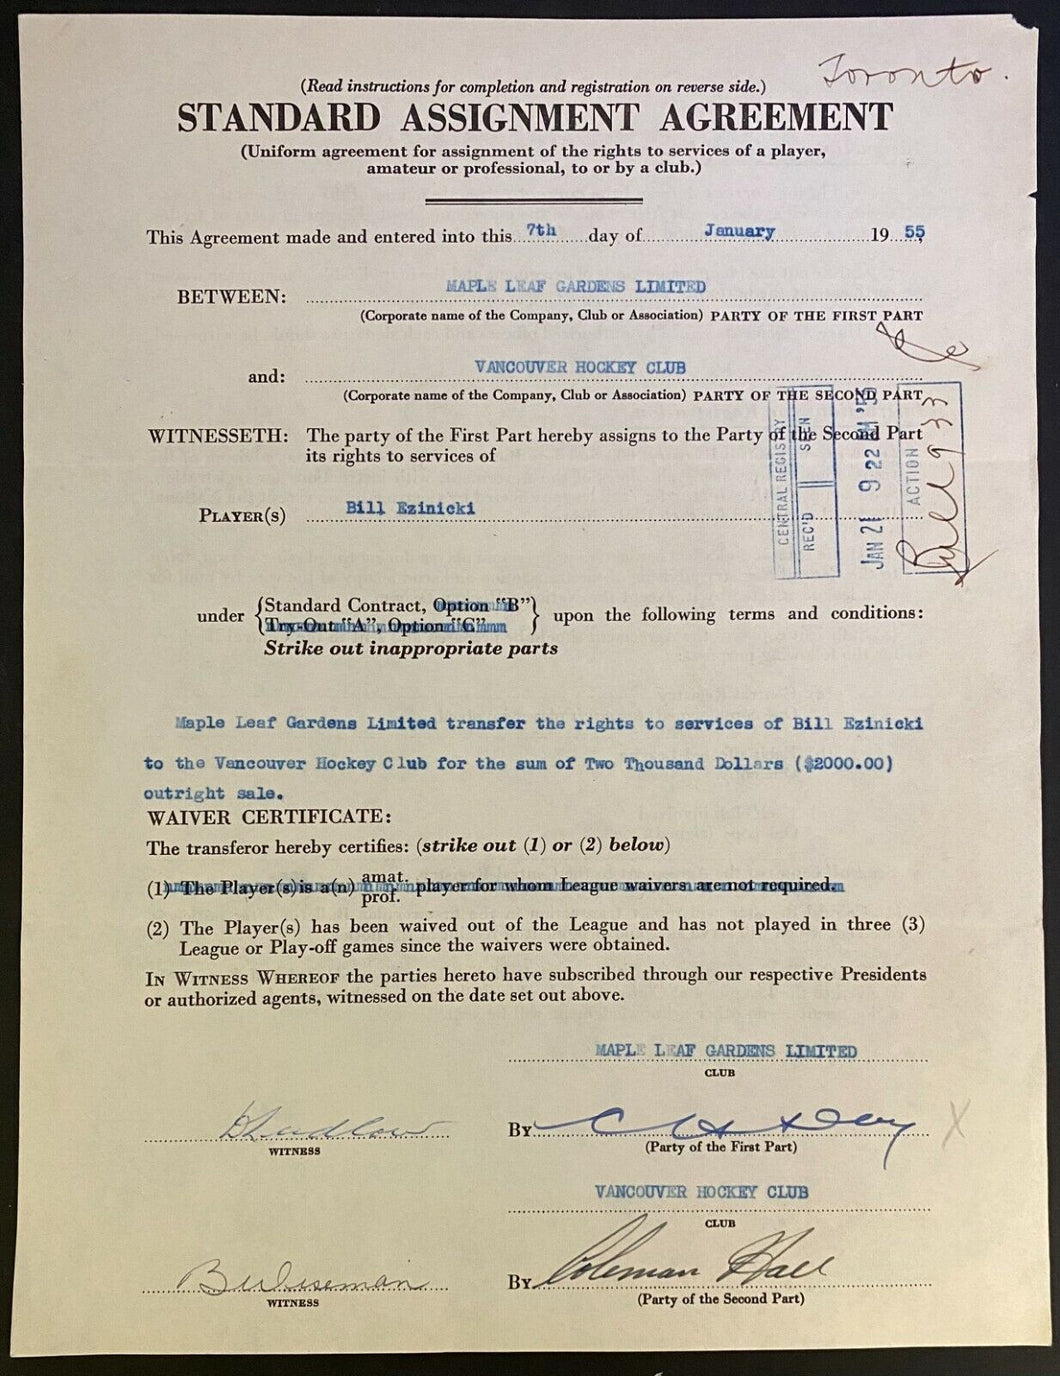 Toronto.
(Read instructions for completion and registration on reverse side.)
STANDARD ASSIGNMENT AGREEMENT
(Uniform agreement for assignment of the rights to services of a player,
amateur or professional, to or by a club.)
This Agreement made and entered into this 7th day of January 19 55
BETWEEN: MAPLE LEAF GARDENS LIMITED
(Corporate name of the Company, Club or Association) PARTY OF THE FIRST PART
and: VANCOUVER HOCKEY CLUB
(Corporate name of the Company, Club or Association) PARTY OF THE SECOND PART
WITNESSETH: The party of the First Part hereby assigns to the Party of the Second Part
its rights to services of
CENTRAL REGISTRY
REC'D
SEEN
JAN 21 9 22 AM '55
ACTION
PLAYER(S) Bill Ezinicki
under {Standard Contract, Option "B"} upon the following terms and conditions:
Try-Out "A", Option "C"
Strike out inappropriate parts
Maple Leaf Gardens Limited transfer the rights to services of Bill Ezinicki
to the Vancouver Hockey Club for the sum of Two Thousand Dollars ($2000.00)
outright sale.
WAIVER CERTIFICATE:
The transferor hereby certifies: (strike out (1) or (2) below)
(1) The Player(s) is a(n) amat. prof. player for whom League waivers are not required.
(2) The Player(s) has been waived out of the League and has not played in three (3)
League or Play-off games since the waivers were obtained.
IN WITNESS WHEREOF the parties hereto have subscribed through our respective Presidents
or authorized agents, witnessed on the date set out above.
MAPLE LEAF GARDENS LIMITED
CLUB
By
WITNESS
(Party of the First Part)
X
VANCOUVER HOCKEY CLUB
CLUB
By Coleman Hall
WITNESS
(Party of the Second Part)